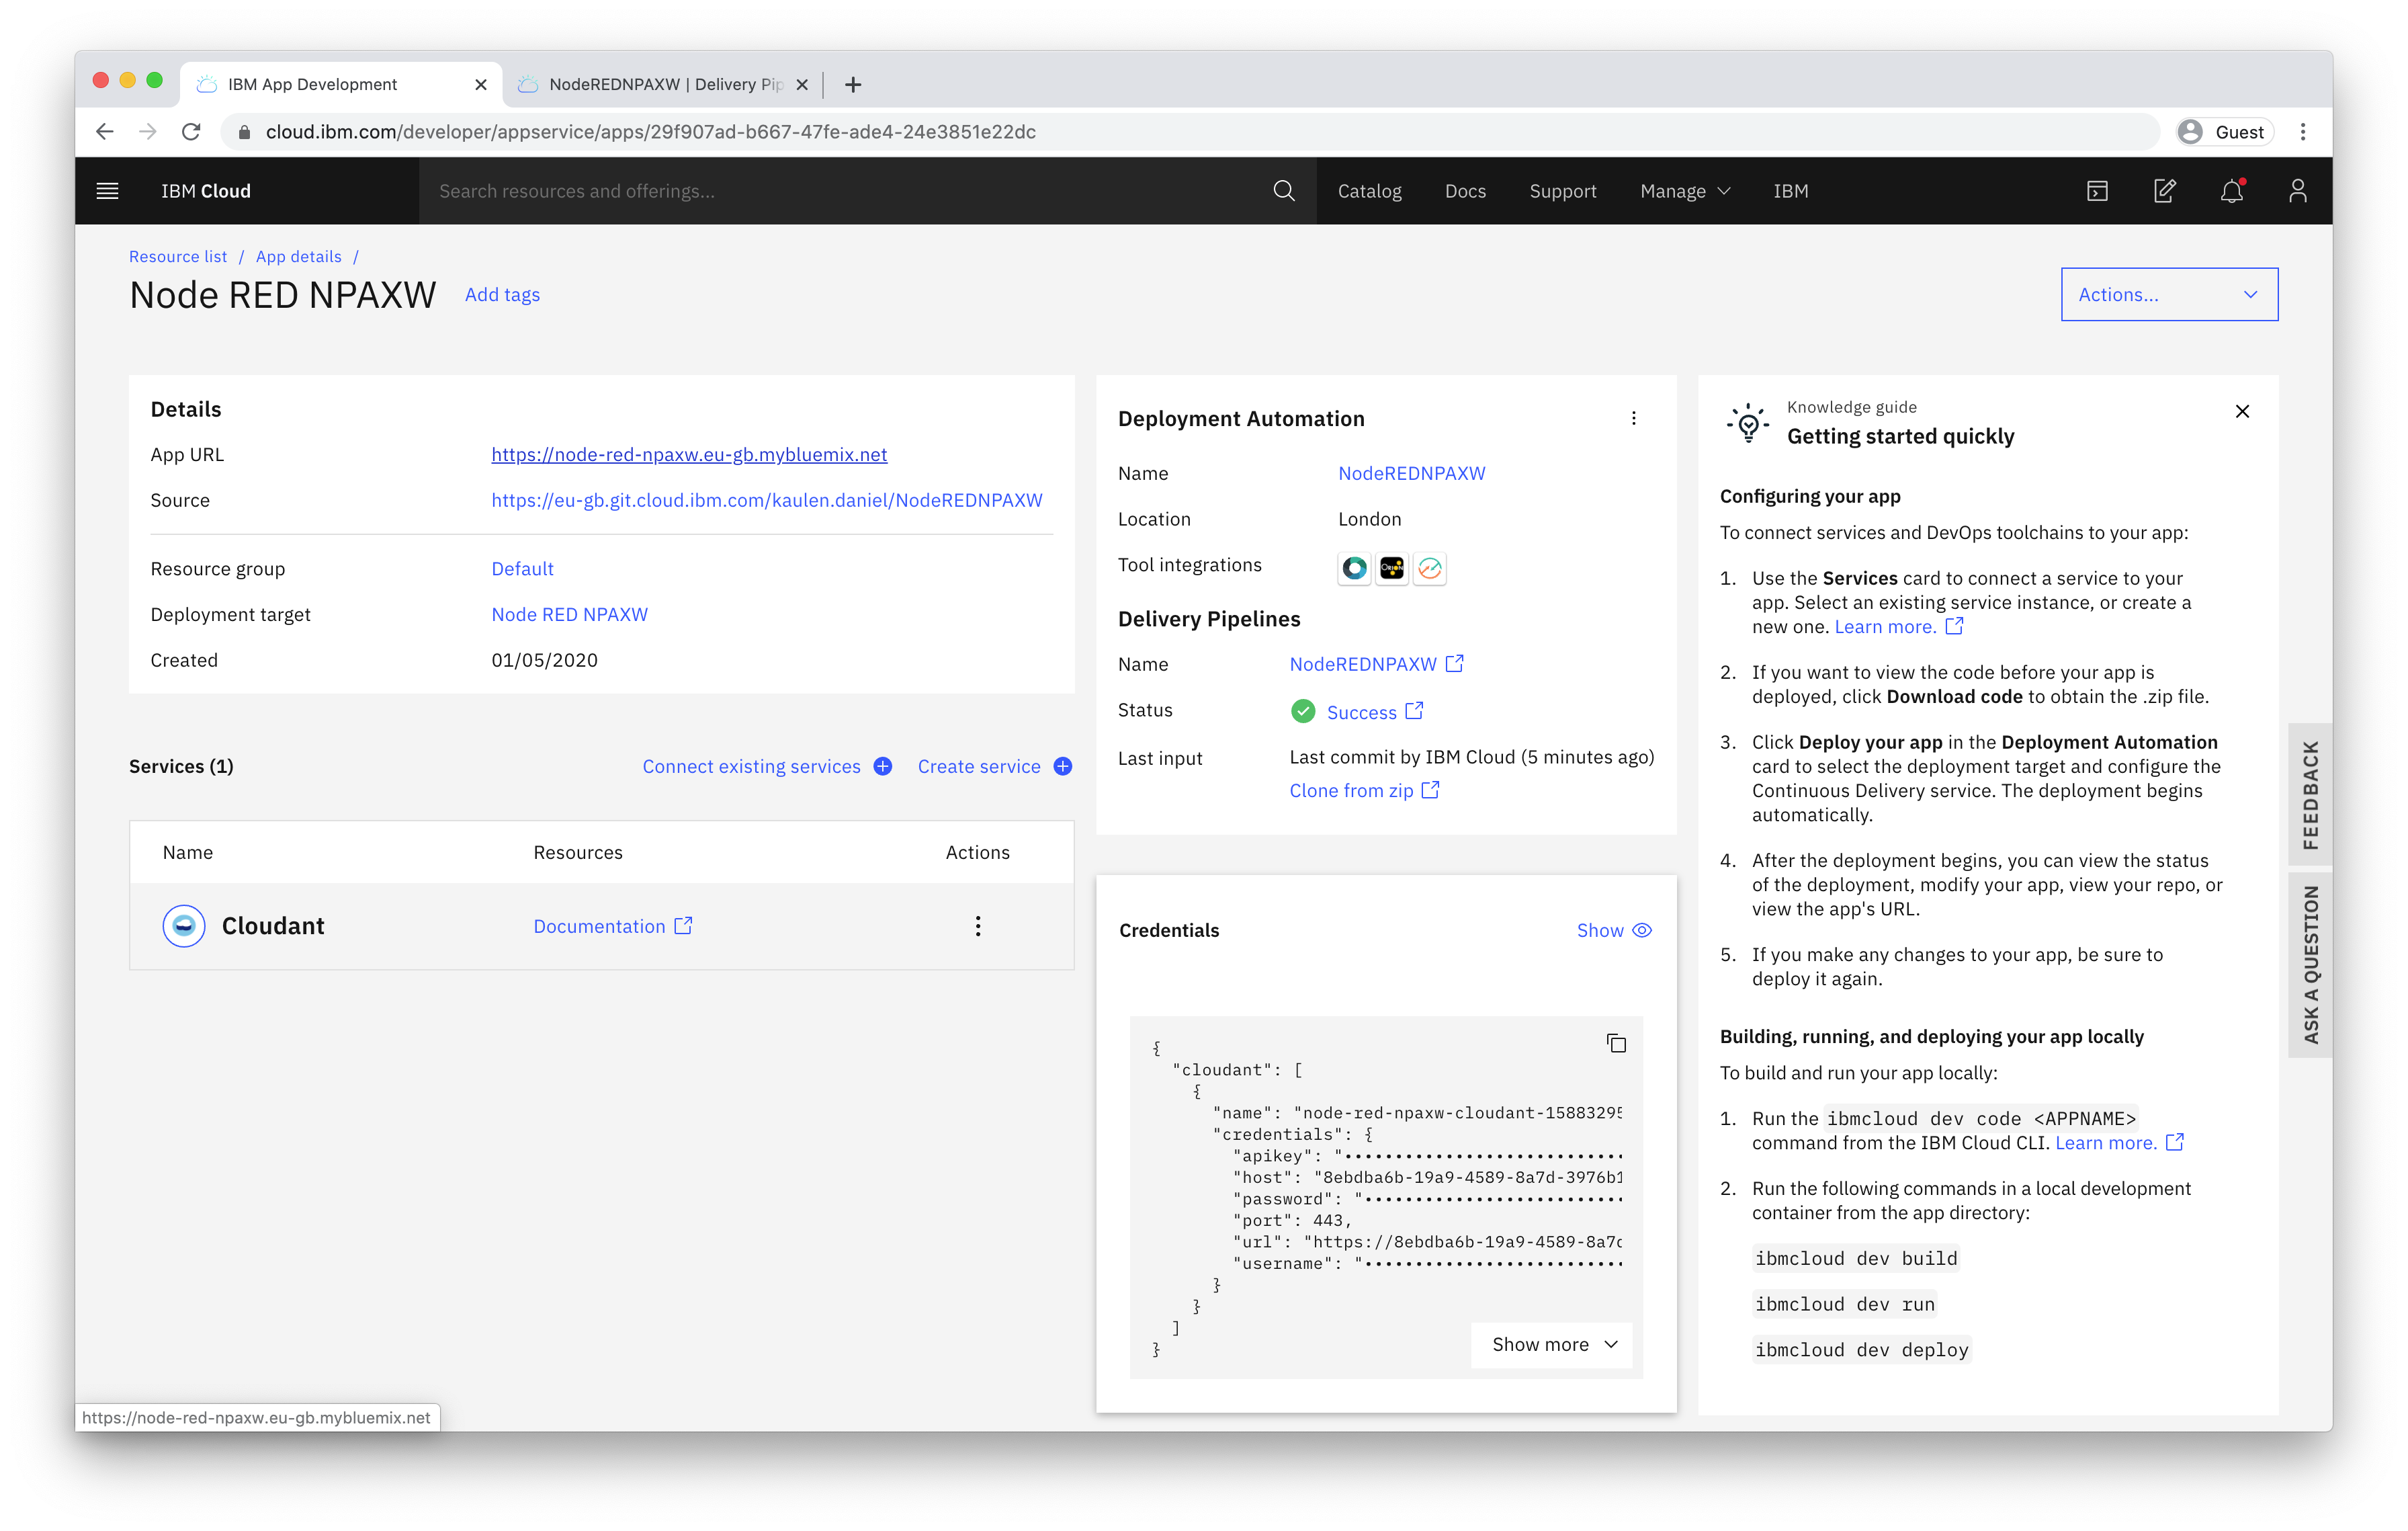 IBM App Development
NodeREDNPAXW | Delivery Pip
cloud.ibm.com/developer/appservice/apps/29f907ad-b667-47fe-ade4-24e3851e22dc
Guest
IBM Cloud
Search resources and offerings...
Catalog
Docs
Support
Manage
IBM
Resource list / App details /
Node RED NPAXW
Add tags
Actions...
Details
App URL
https://node-red-npaxw.eu-gb.mybluemix.net
Source
https://eu-gb.git.cloud.ibm.com/kaulen.daniel/NodeREDNPAXW
Resource group
Default
Deployment target
Node RED NPAXW
Created
01/05/2020
Services (1)
Connect existing services
Create service
Name
Resources
Actions
Cloudant
Documentation
Deployment Automation
Name
NodeREDNPAXW
Location
London
Tool integrations
ORION
Delivery Pipelines
Name
NodeREDNPAXW
Status
Success
Last input
Last commit by IBM Cloud (5 minutes ago)
Clone from zip
Credentials
Show
{
"cloudant": [
{
"name": "node-red-npaxw-cloudant-15883295
"credentials": {
"apikey": "••••••••••••••••••••••••••••
"host": "8ebdba6b-19a9-4589-8a7d-3976b1
"password": "••••••••••••••••••••••••••
"port": 443,
"url": "https://8ebdba6b-19a9-4589-8a7d
"username": "••••••••••••••••••••••••••
}
}
]
}
Show more
Knowledge guide
Getting started quickly
Configuring your app
To connect services and DevOps toolchains to your app:
1. Use the Services card to connect a service to your
app. Select an existing service instance, or create a
new one. Learn more.
2. If you want to view the code before your app is
deployed, click Download code to obtain the .zip file.
3. Click Deploy your app in the Deployment Automation
card to select the deployment target and configure the
Continuous Delivery service. The deployment begins
automatically.
4. After the deployment begins, you can view the status
of the deployment, modify your app, view your repo, or
view the app's URL.
5. If you make any changes to your app, be sure to
deploy it again.
Building, running, and deploying your app locally
To build and run your app locally:
1. Run the ibmcloud dev code <APPNAME>
command from the IBM Cloud CLI. Learn more.
2. Run the following commands in a local development
container from the app directory:
ibmcloud dev build
ibmcloud dev run
ibmcloud dev deploy
FEEDBACK
ASK A QUESTION
https://node-red-npaxw.eu-gb.mybluemix.net